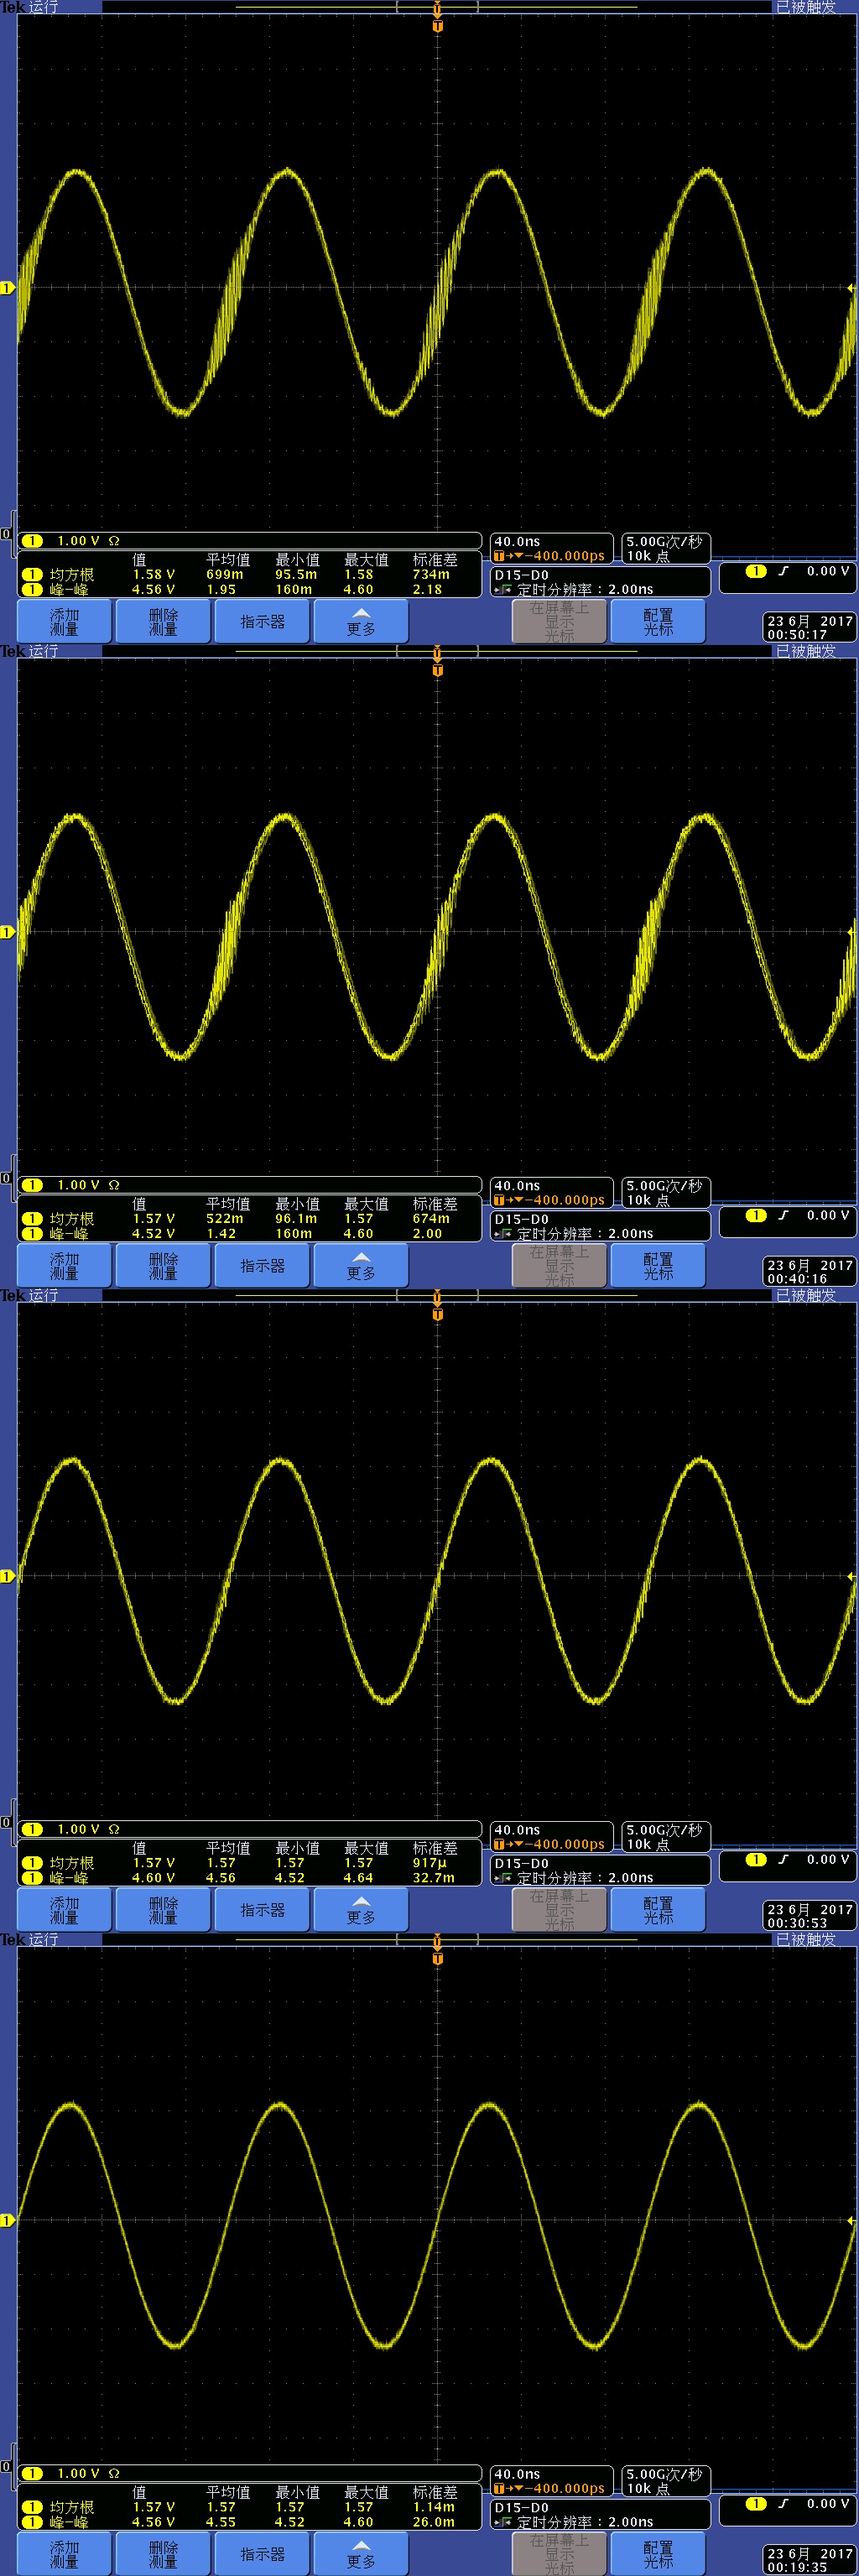 Tek 运行 T 已被触发
T
1
0
1 1.00 V Ω 40.0ns 5.00G次/秒
T→▼-400.000ps 10k 点
值 平均值 最小值 最大值 标准差
1 均方根 1.58 V 699m 95.5m 1.58 734m
1 峰-峰 4.56 V 1.95 160m 4.60 2.18
D15-D0
定时分辨率：2.00ns
1 0.00 V
添加 删除 指示器 更多 在屏幕上 配置
测量 测量 显示 光标
光标
23 6月 2017
00:50:17
Tek 运行 T 已被触发
T
1
0
1 1.00 V Ω 40.0ns 5.00G次/秒
T→▼-400.000ps 10k 点
值 平均值 最小值 最大值 标准差
1 均方根 1.57 V 522m 96.1m 1.57 674m
1 峰-峰 4.52 V 1.42 160m 4.60 2.00
D15-D0
定时分辨率：2.00ns
1 0.00 V
添加 删除 指示器 更多 在屏幕上 配置
测量 测量 显示 光标
光标
23 6月 2017
00:40:16
Tek 运行 T 已被触发
T
1
0
1 1.00 V Ω 40.0ns 5.00G次/秒
T→▼-400.000ps 10k 点
值 平均值 最小值 最大值 标准差
1 均方根 1.57 V 1.57 1.57 1.57 917μ
1 峰-峰 4.60 V 4.56 4.52 4.64 32.7m
D15-D0
定时分辨率：2.00ns
1 0.00 V
添加 删除 指示器 更多 在屏幕上 配置
测量 测量 显示 光标
光标
23 6月 2017
00:30:53
Tek 运行 T 已被触发
T
1
0
1 1.00 V Ω 40.0ns 5.00G次/秒
T→▼-400.000ps 10k 点
值 平均值 最小值 最大值 标准差
1 均方根 1.57 V 1.57 1.57 1.57 1.14m
1 峰-峰 4.56 V 4.55 4.52 4.60 26.0m
D15-D0
定时分辨率：2.00ns
1 0.00 V
添加 删除 指示器 更多 在屏幕上 配置
测量 测量 显示 光标
光标
23 6月 2017
00:19:35